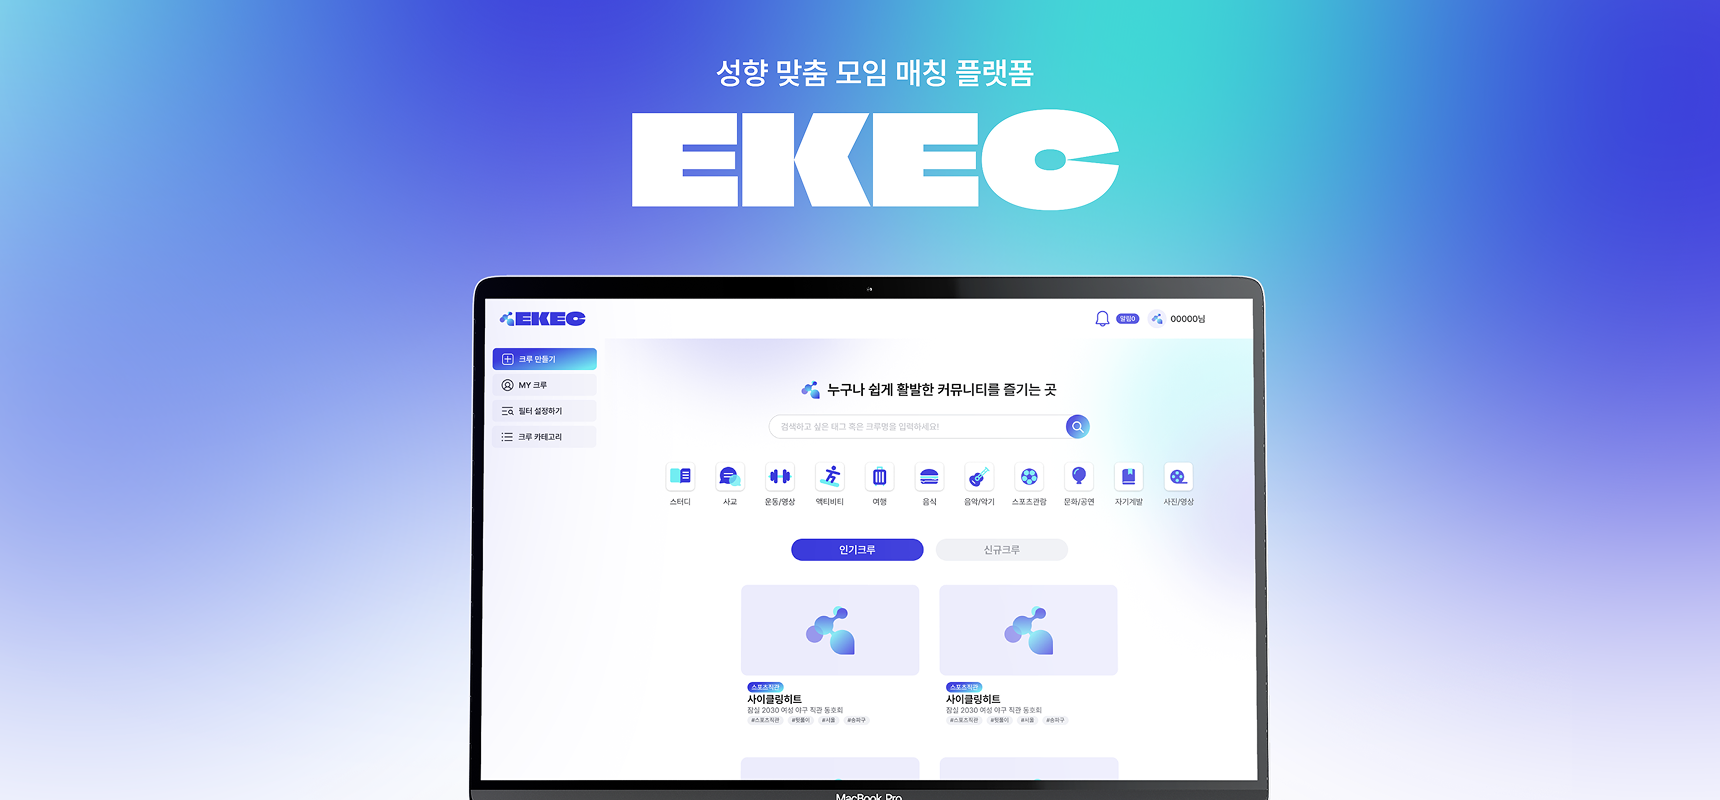 성향 맞춤 모임 매칭 플랫폼
EKEC
EKEC
알림0
00000님
크루 만들기
MY 크루
필터 설정하기
크루 카테고리
누구나 쉽게 활발한 커뮤니티를 즐기는 곳
검색하고 싶은 태그 혹은 크루명을 입력하세요!
스터디 사교 운동/영상 액티비티 여행 음식 음악/악기 스포츠관람 문화/공연 자기계발 사진/영상
인기크루 신규크루
스포츠직관 스포츠직관
사이클링히트 사이클링히트
잠실 2030 여성 야구 직관 동호회 잠실 2030 여성 야구 직관 동호회
#스포츠직관 #뒷풀이 #서울 #송파구 #스포츠직관 #뒷풀이 #서울 #송파구
MacBook Pro